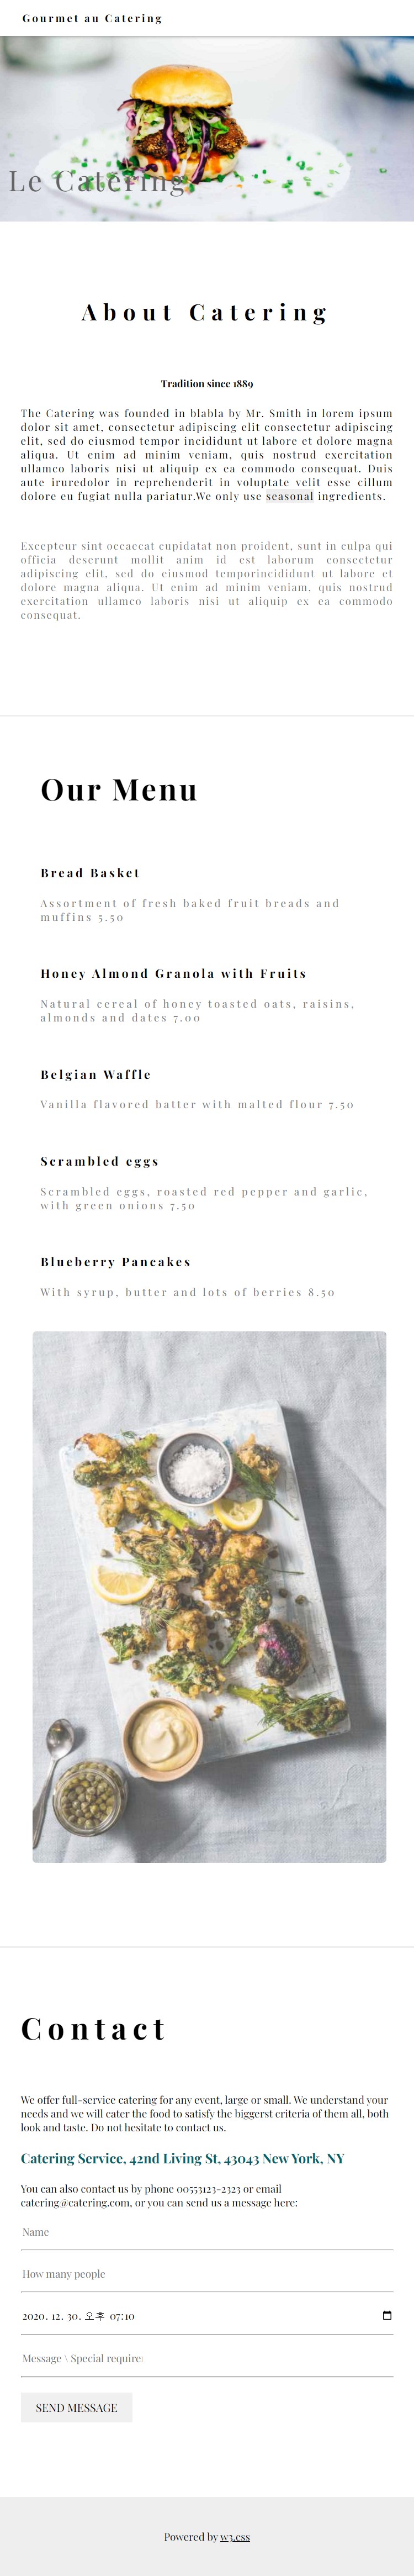 Gourmet au Catering
Le Catering
About Catering
Tradition since 1889
The Catering was founded in blabla by Mr. Smith in lorem ipsum
dolor sit amet, consectetur adipiscing elit consectetur adipiscing
elit, sed do eiusmod tempor incididunt ut labore et dolore magna
aliqua. Ut enim ad minim veniam, quis nostrud exercitation
ullamco laboris nisi ut aliquip ex ea commodo consequat. Duis
aute irureдolor in reprehenderit in voluptate velit esse cillum
dolore eu fugiat nulla pariatur.We only use seasonal ingredients.
Excepteur sint occaecat cupidatat non proident, sunt in culpa qui
officia deserunt mollit anim id est laborum consectetur
adipiscing elit, sed do eiusmod temporincididunt ut labore et
dolore magna aliqua. Ut enim ad minim veniam, quis nostrud
exercitation ullamco laboris nisi ut aliquip ex ea commodo
consequat.
Our Menu
Bread Basket
Assortment of fresh baked fruit breads and
muffins 5.50
Honey Almond Granola with Fruits
Natural cereal of honey toasted oats, raisins,
almonds and dates 7.00
Belgian Waffle
Vanilla flavored batter with malted flour 7.50
Scrambled eggs
Scrambled eggs, roasted red pepper and garlic,
with green onions 7.50
Blueberry Pancakes
With syrup, butter and lots of berries 8.50
Contact
We offer full-service catering for any event, large or small. We understand your
needs and we will cater the food to satisfy the biggerst criteria of them all, both
look and taste. Do not hesitate to contact us.
Catering Service, 42nd Living St, 43043 New York, NY
You can also contact us by phone 00553123-2323 or email
catering@catering.com, or you can send us a message here:
Name
How many people
2020. 12. 30. 오후 07:10
Message \ Special require
SEND MESSAGE
Powered by w3.css